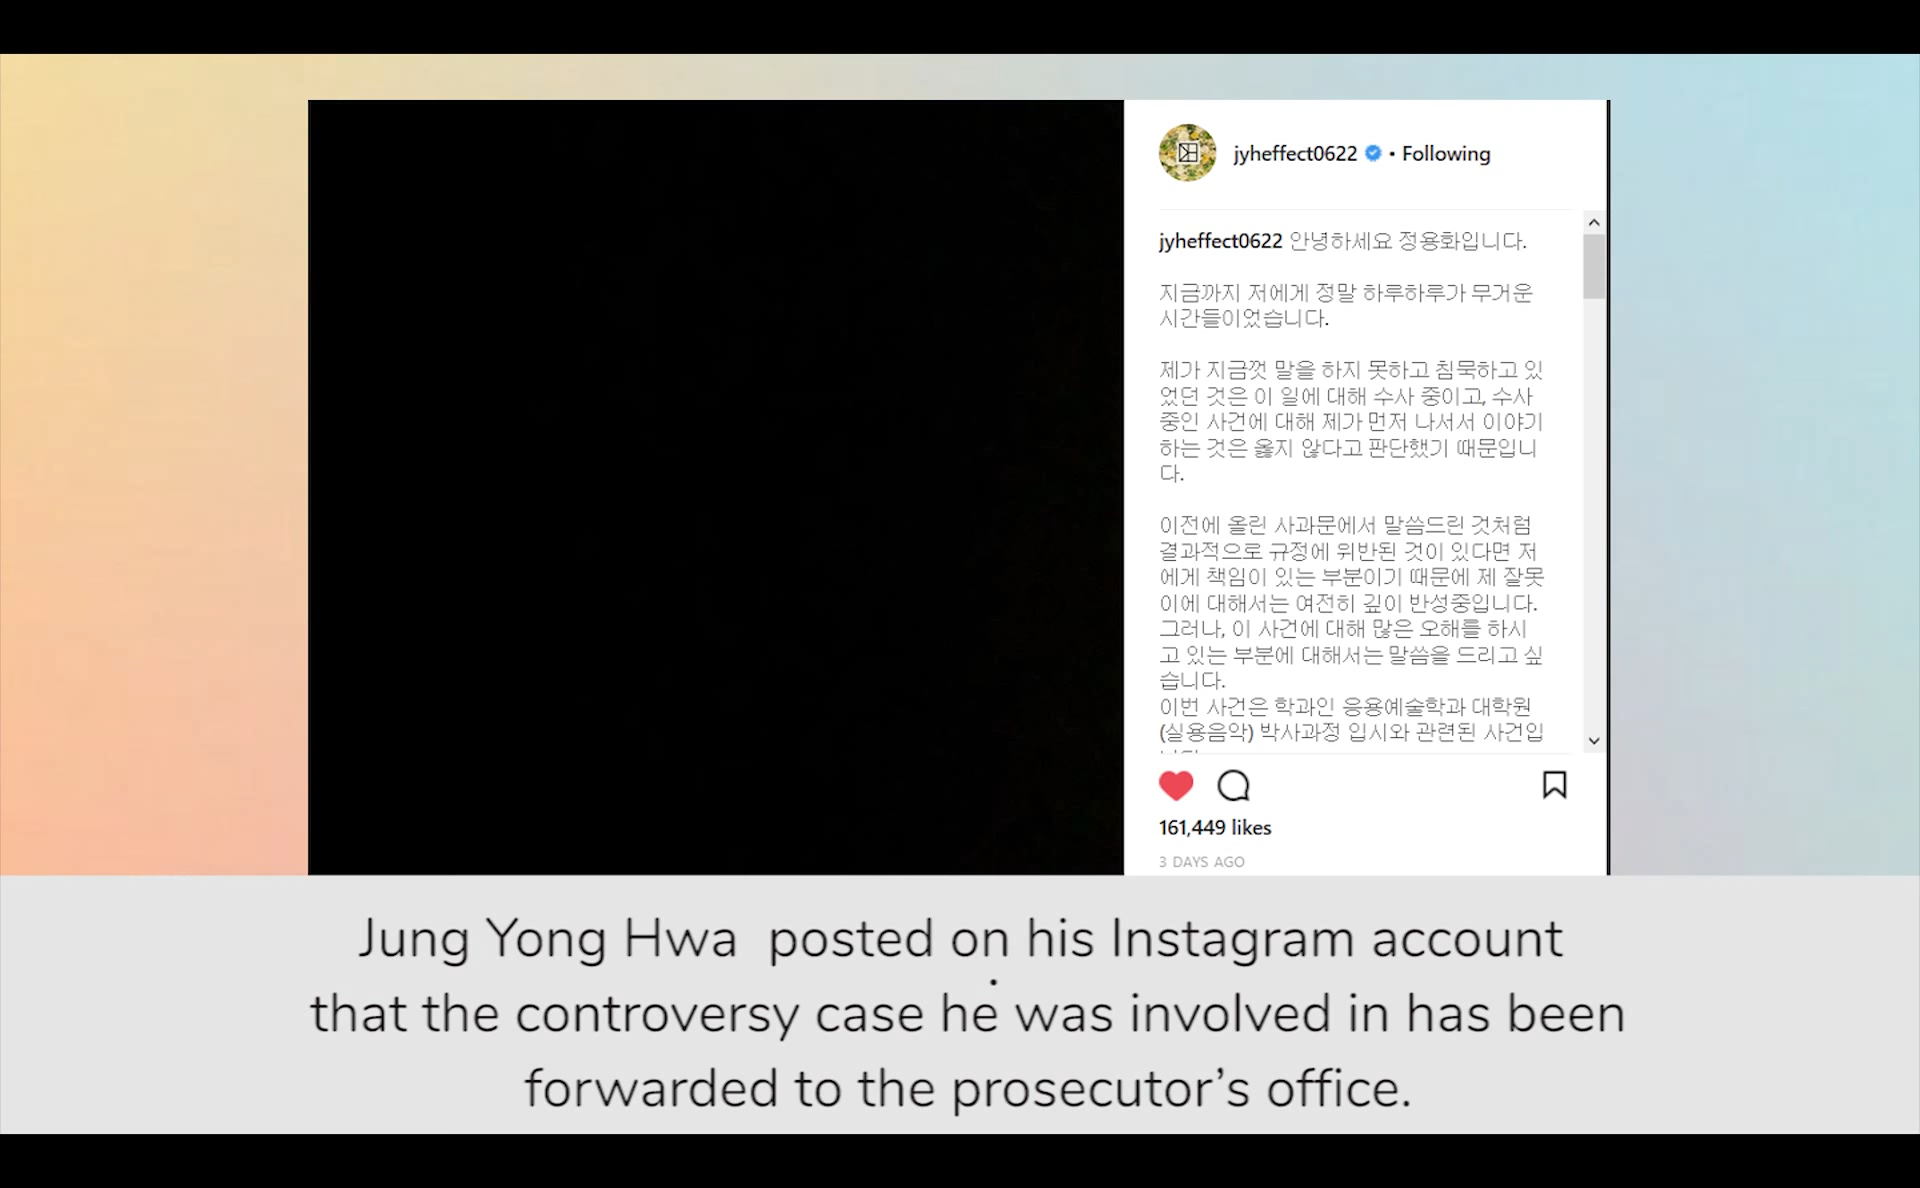 jyheffect0622 • Following
jyheffect0622 안녕하세요 정용화입니다.
지금까지 저에게 정말 하루하루가 무거운
시간들이었습니다.
제가 지금껏 말을 하지 못하고 침묵하고 있
었던 것은 이 일에 대해 수사 중이고, 수사
중인 사건에 대해 제가 먼저 나서서 이야기
하는 것은 옳지 않다고 판단했기 때문입니
다.
이전에 올린 사과문에서 말씀드린 것처럼
결과적으로 규정에 위반된 것이 있다면 저
에게 책임이 있는 부분이기 때문에 제 잘못
이에 대해서는 여전히 깊이 반성중입니다.
그러나, 이 사건에 대해 많은 오해를 하시
고 있는 부분에 대해서는 말씀을 드리고 싶
습니다.
이번 사건은 학과인 응용예술학과 대학원
(실용음악) 박사과정 입시와 관련된 사건입
161,449 likes
3 DAYS AGO
Jung Yong Hwa posted on his Instagram account
that the controversy case he was involved in has been
forwarded to the prosecutor’s office.